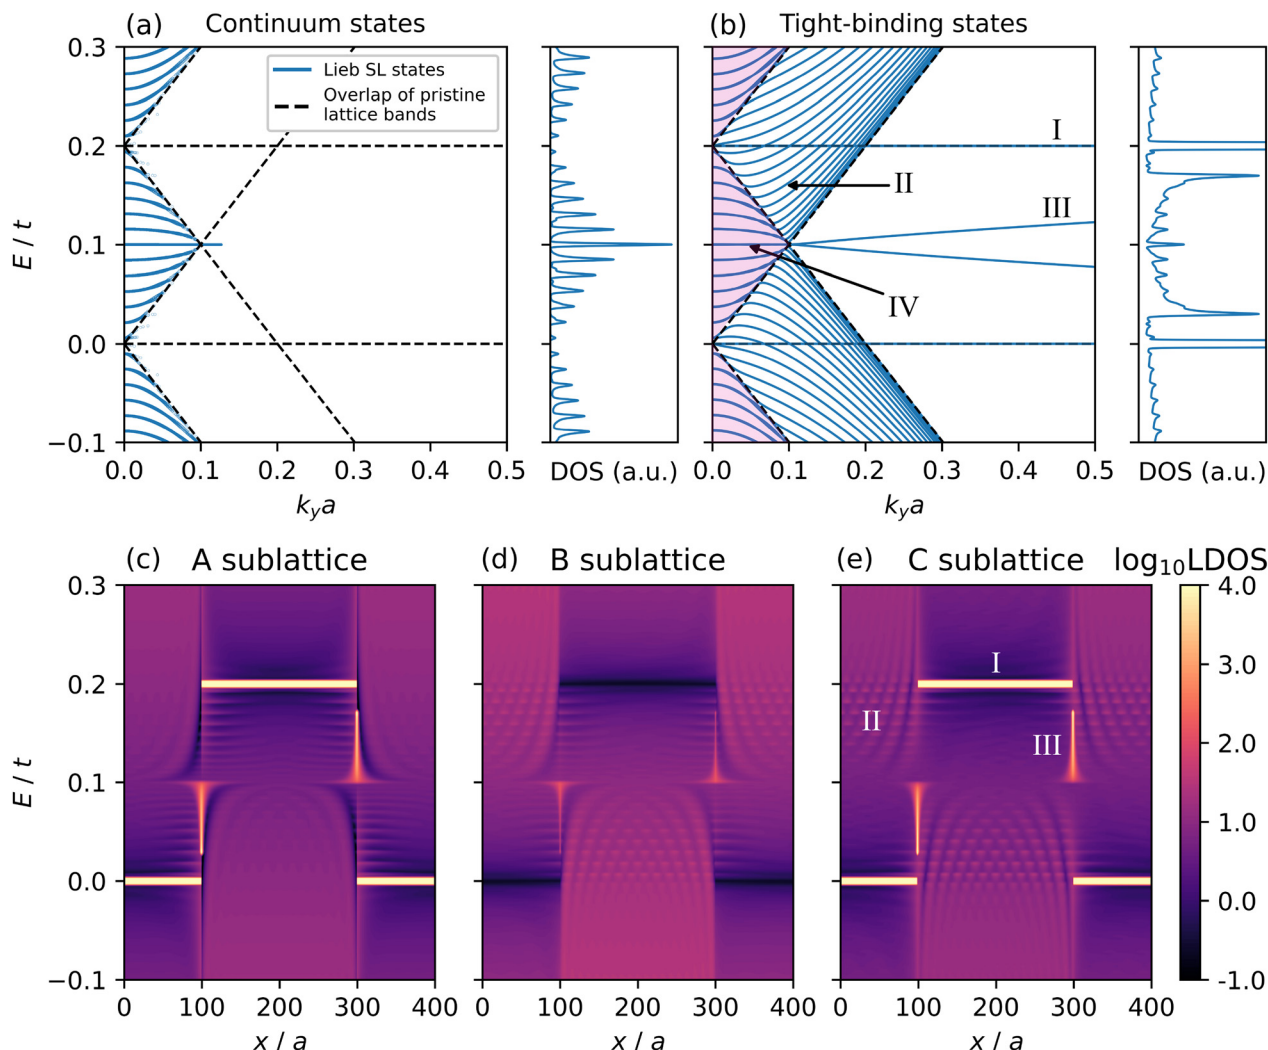 (a) Continuum states
(b) Tight-binding states
Lieb SL states
Overlap of pristine
lattice bands
I
II
III
IV
0.3
0.2
0.1
0.0
−0.1
E / t
0.0 0.1 0.2 0.3 0.4 0.5
k_y a
DOS (a.u.)
0.0 0.1 0.2 0.3 0.4 0.5
k_y a
DOS (a.u.)
(c) A sublattice
(d) B sublattice
(e) C sublattice
log₁₀LDOS
0.3
0.2
0.1
0.0
−0.1
E / t
I
II
III
4.0
3.0
2.0
1.0
0.0
-1.0
0 100 200 300 400
x / a
0 100 200 300 400
x / a
0 100 200 300 400
x / a